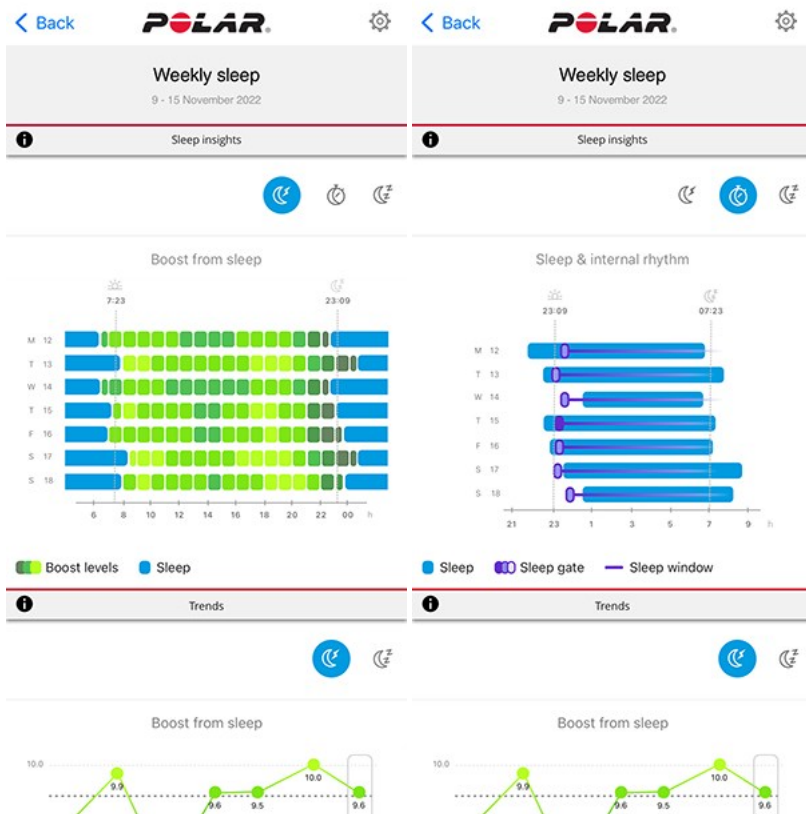 Back
POLAR.
Weekly sleep
9 - 15 November 2022
Sleep insights
Boost from sleep
7:23
23:09
M 12
T 13
W 14
T 15
F 16
S 17
S 18
6 8 10 12 14 16 18 20 22 00 h
Boost levels Sleep
Trends
Boost from sleep
10.0
9.9
9.6
9.5
10.0
9.6
Back
POLAR.
Weekly sleep
9 - 15 November 2022
Sleep insights
Sleep & internal rhythm
23:09
07:23
M 12
T 13
W 14
T 15
F 16
S 17
S 18
21 23 1 3 5 7 9 h
Sleep Sleep gate Sleep window
Trends
Boost from sleep
10.0
9.9
9.6
9.5
10.0
9.6